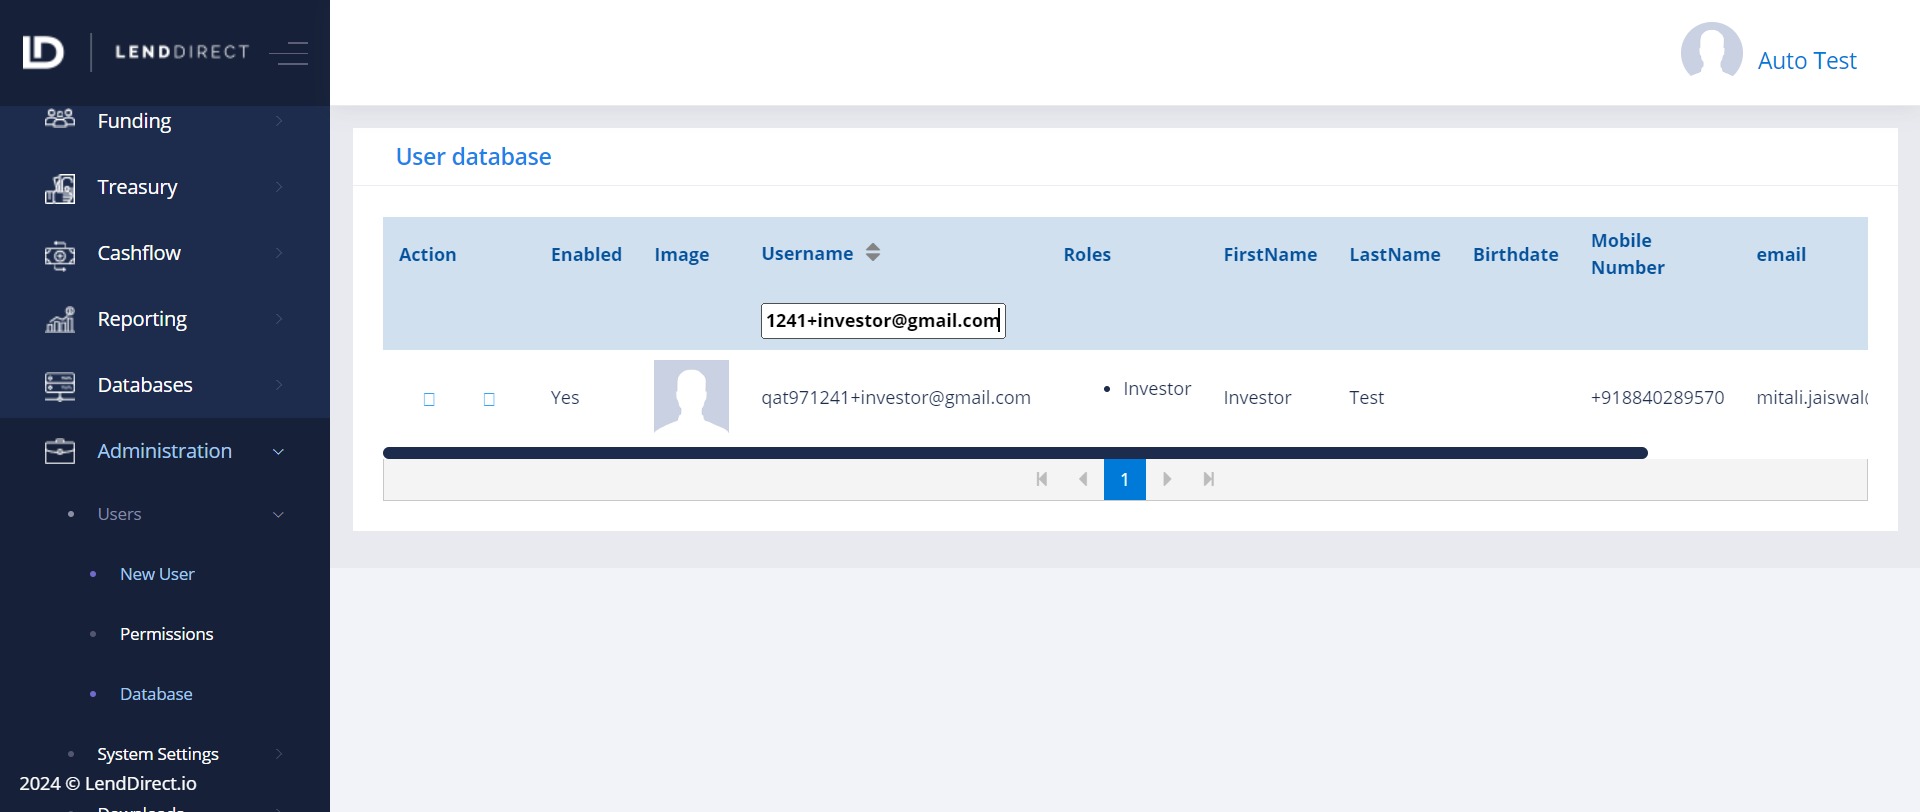 LENDDIRECT
Auto Test
Funding
Treasury
Cashflow
Reporting
Databases
Administration
Users
New User
Permissions
Database
System Settings
2024 © LendDirect.io
User database
Action Enabled Image Username Roles FirstName LastName Birthdate Mobile Number email
1241+investor@gmail.com
Yes qat971241+investor@gmail.com Investor Investor Test +918840289570 mitali.jaiswal
1